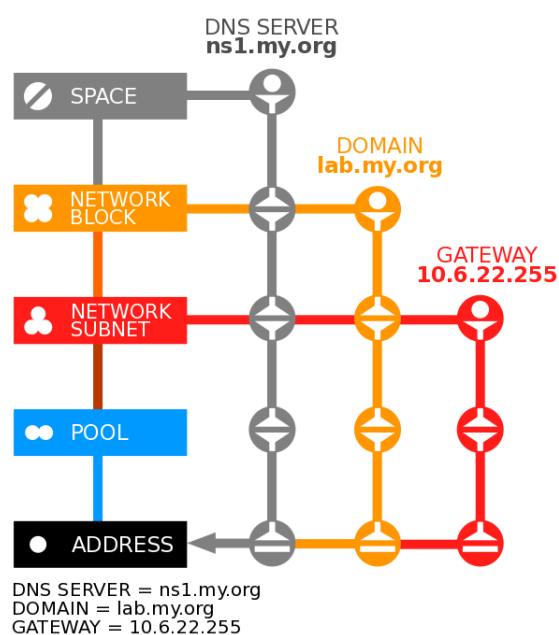 DNS SERVER
ns1.my.org
SPACE
DOMAIN
lab.my.org
NETWORK
BLOCK
GATEWAY
10.6.22.255
NETWORK
SUBNET
POOL
ADDRESS
DNS SERVER = ns1.my.org
DOMAIN = lab.my.org
GATEWAY = 10.6.22.255